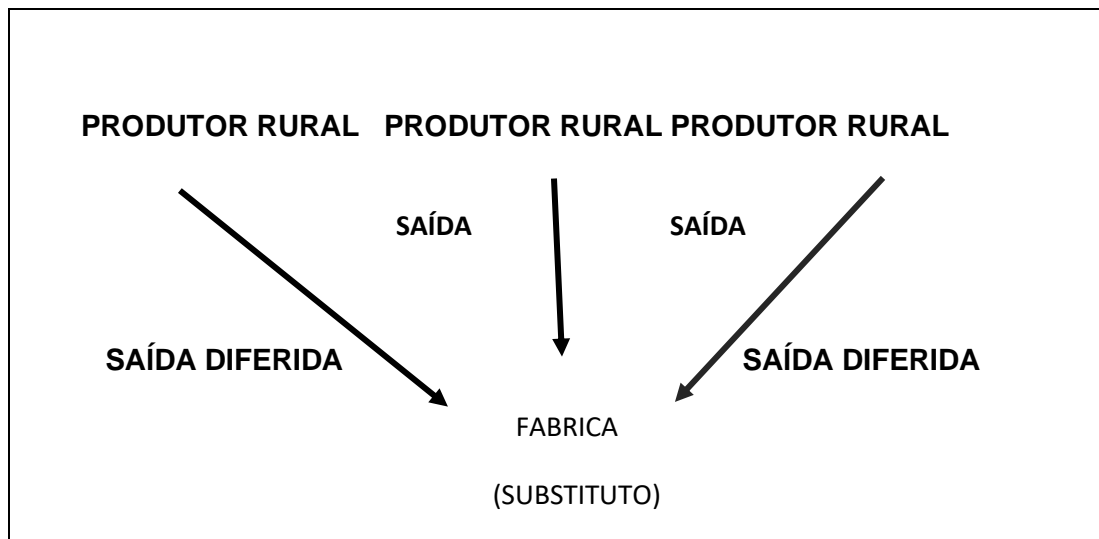 PRODUTOR RURAL PRODUTOR RURAL PRODUTOR RURAL
SAÍDA SAÍDA
SAÍDA DIFERIDA SAÍDA DIFERIDA
FABRICA
(SUBSTITUTO)